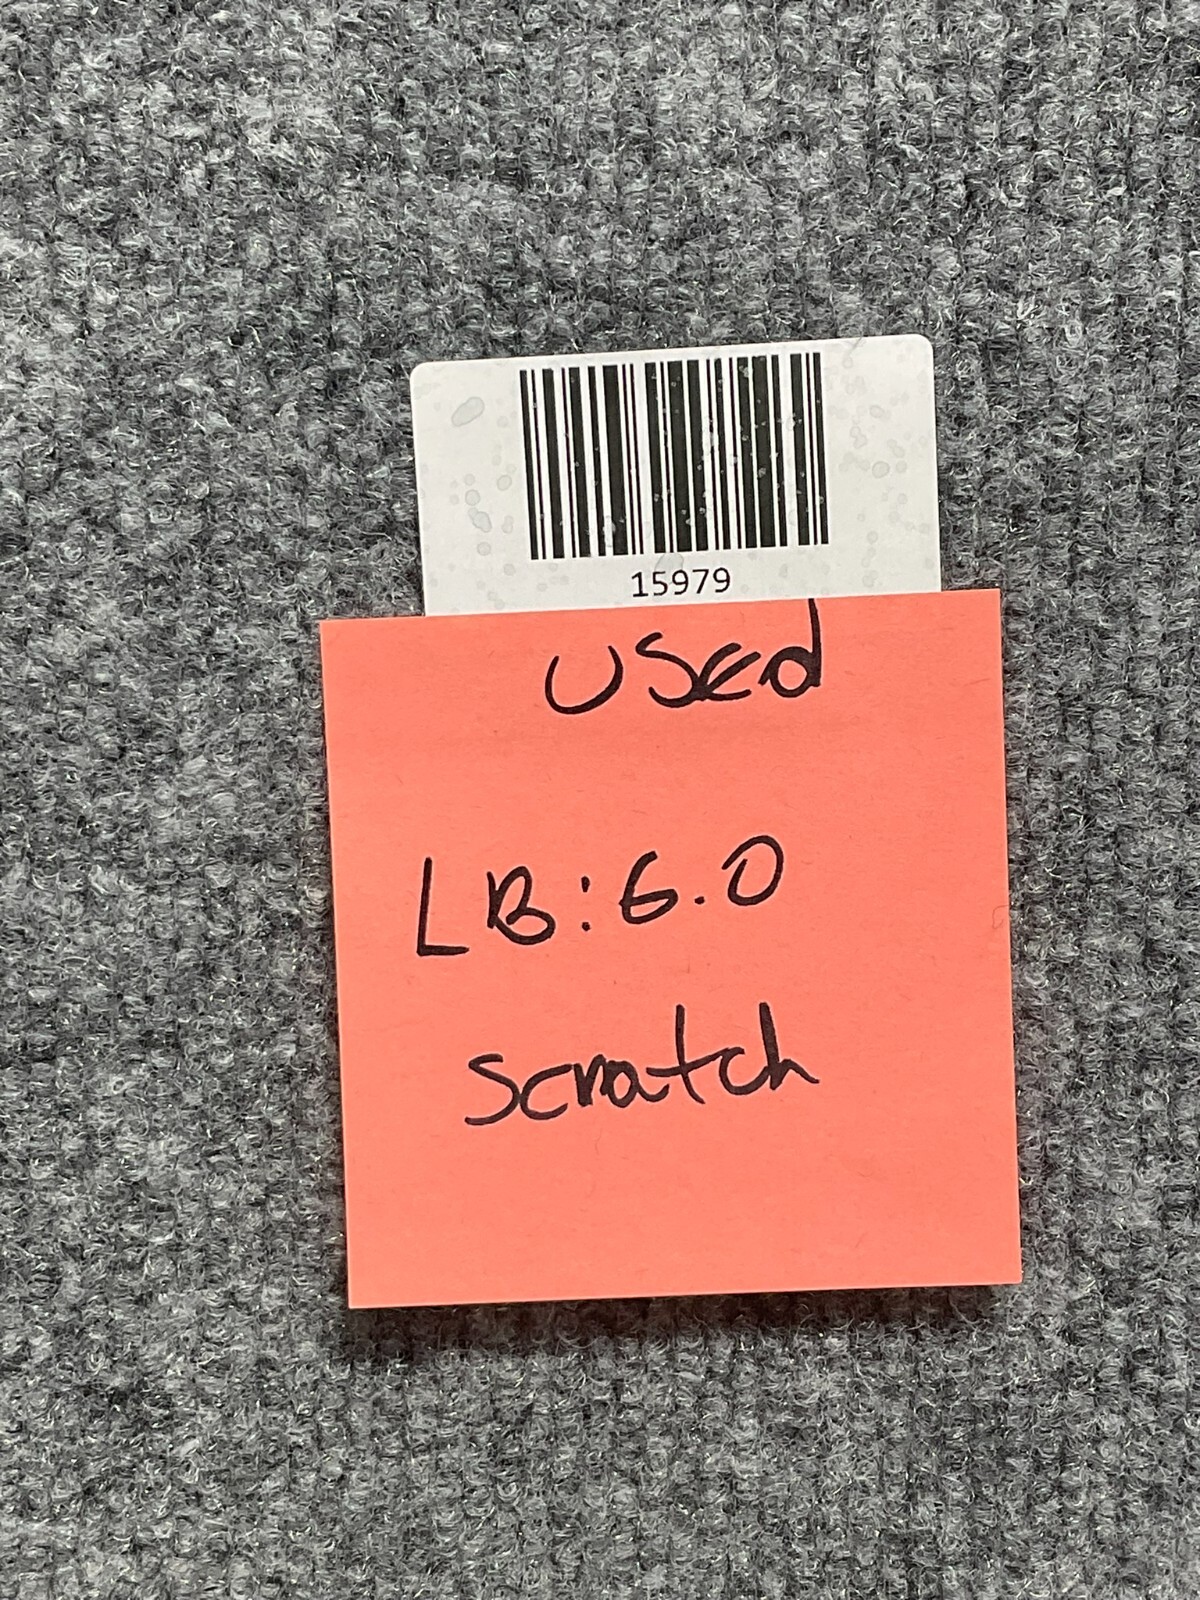 15979
USEd
LB:6.0
Scratch